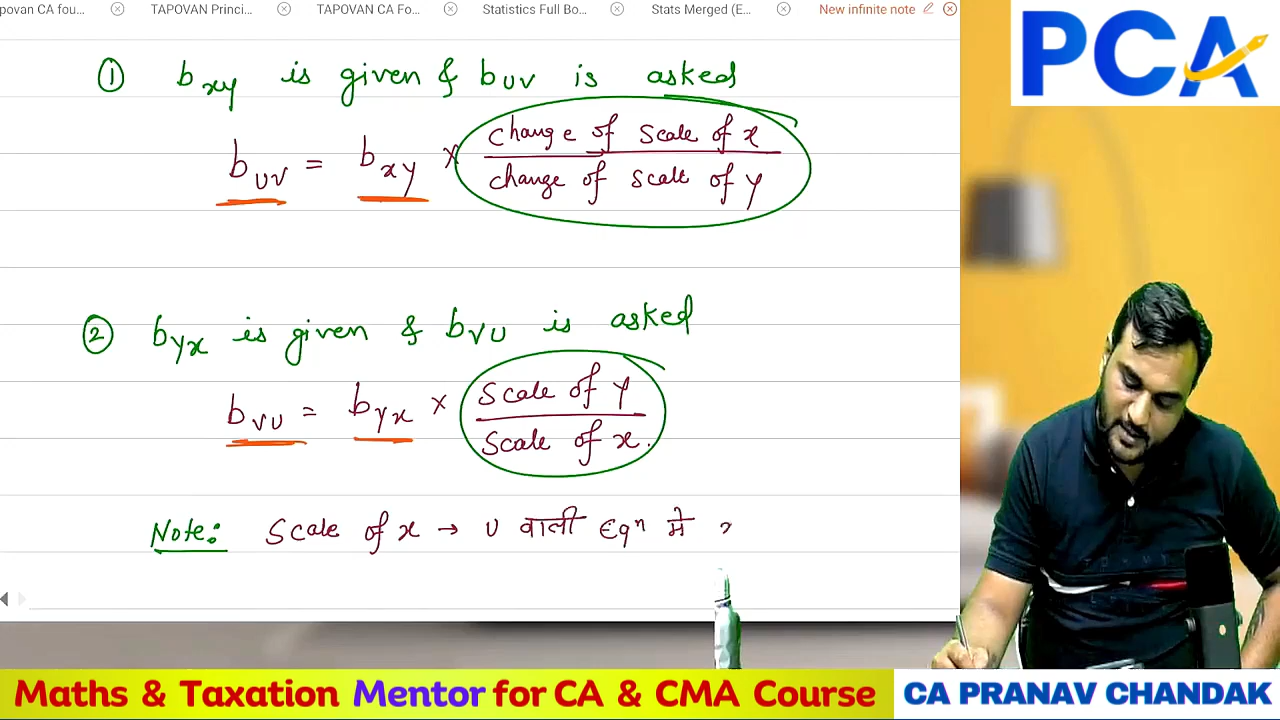 povan CA fou... TAPOVAN Princi... TAPOVAN CA Fo... Statistics Full Bo... Stats Merged (E... New infinite note
PCA
① bxy is given & buv is asked
buv = bxy × change of scale of x / change of scale of y
② byx is given & bvu is asked
bvu = byx × scale of y / scale of x.
Note: Scale of x → u वाली Eqn में
Maths & Taxation Mentor for CA & CMA Course
CA PRANAV CHANDAK